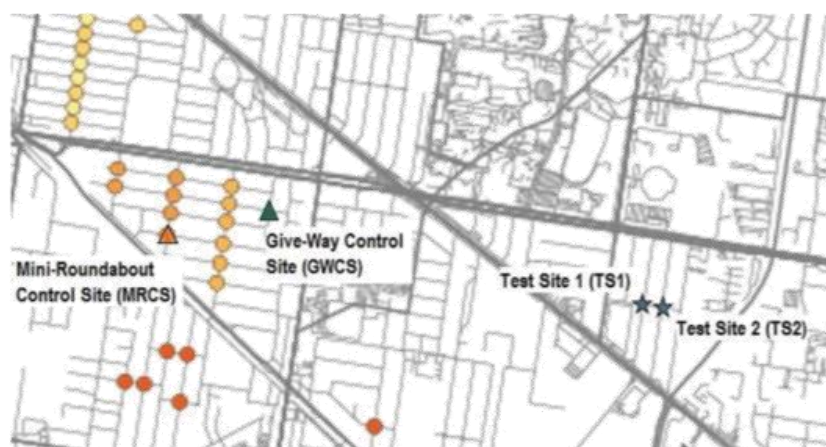 Give-Way Control
Site (GWCS)
Mini-Roundabout
Control Site (MRCS)
Test Site 1 (TS1)
Test Site 2 (TS2)